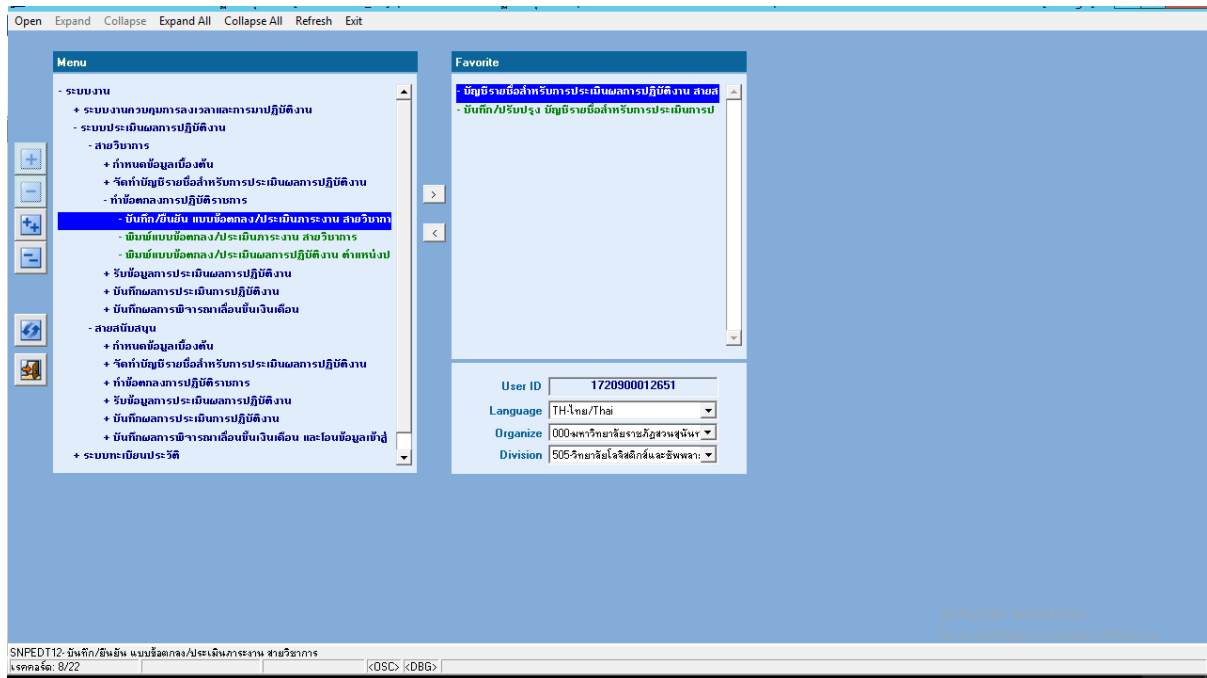 Open Expand Collapse Expand All Collapse All Refresh Exit
Menu
- ระบบงาน
+ ระบบงานควบคุมการลงเวลาและการมาปฏิบัติงาน
- ระบบประเมินผลการปฏิบัติงาน
- สายวิชาการ
+ กำหนดข้อมูลเบื้องต้น
+ จัดทำบัญชีรายชื่อสำหรับการประเมินผลการปฏิบัติงาน
- ทำข้อตกลงการปฏิบัติราชการ
- บันทึก/ยืนยัน แบบข้อตกลง/ประเมินภาระงาน สายวิชากา
- พิมพ์แบบข้อตกลง/ประเมินภาระงาน สายวิชาการ
- พิมพ์แบบข้อตกลง/ประเมินผลการปฏิบัติงาน ตำแหน่งป
+ รับข้อมูลการประเมินผลการปฏิบัติงาน
+ บันทึกผลการประเมินการปฏิบัติงาน
+ บันทึกผลการพิจารณาเลื่อนขั้นเงินเดือน
- สายสนับสนุน
+ กำหนดข้อมูลเบื้องต้น
+ จัดทำบัญชีรายชื่อสำหรับการประเมินผลการปฏิบัติงาน
+ ทำข้อตกลงการปฏิบัติราชการ
+ รับข้อมูลการประเมินผลการปฏิบัติงาน
+ บันทึกผลการประเมินการปฏิบัติงาน
+ บันทึกผลการพิจารณาเลื่อนขั้นเงินเดือน และโอนข้อมูลเข้าสู่
+ ระบบทะเบียนประวัติ
>
<
Favorite
- บัญชีรายชื่อสำหรับการประเมินผลการปฏิบัติงาน สายส
- บันทึก/ปรับปรุง บัญชีรายชื่อสำหรับการประเมินการป
User ID 1720900012651
Language TH-ไทย/Thai
Organize 000-มหาวิทยาลัยราชภัฏสวนสุนันท
Division 505-วิทยาลัยโลจิสติกส์และซัพพลา
SNPEDT12- บันทึก/ยืนยัน แบบข้อตกลง/ประเมินภาระงาน สายวิชาการ
เรคคอร์ด: 8/22 <OSC> <DBG>